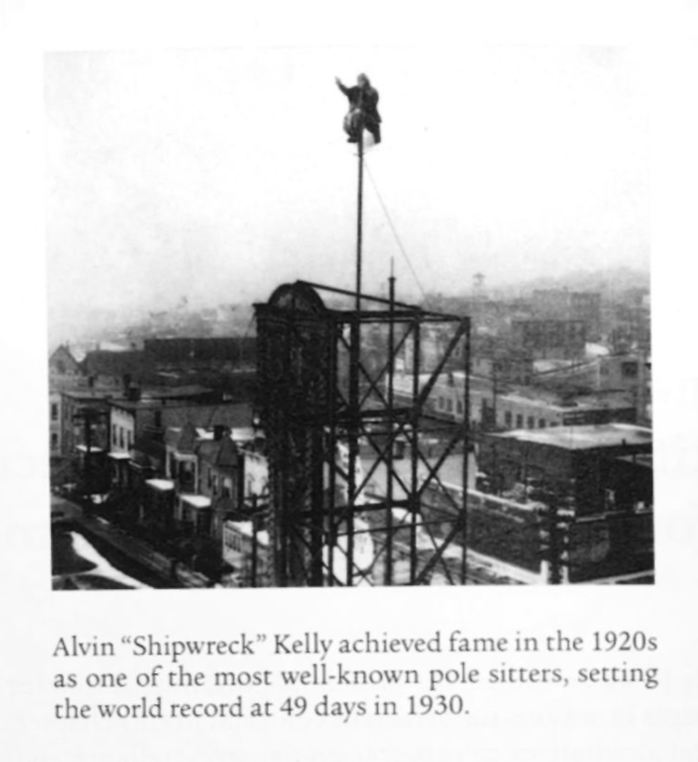 Alvin “Shipwreck” Kelly achieved fame in the 1920s
as one of the most well-known pole sitters, setting
the world record at 49 days in 1930.